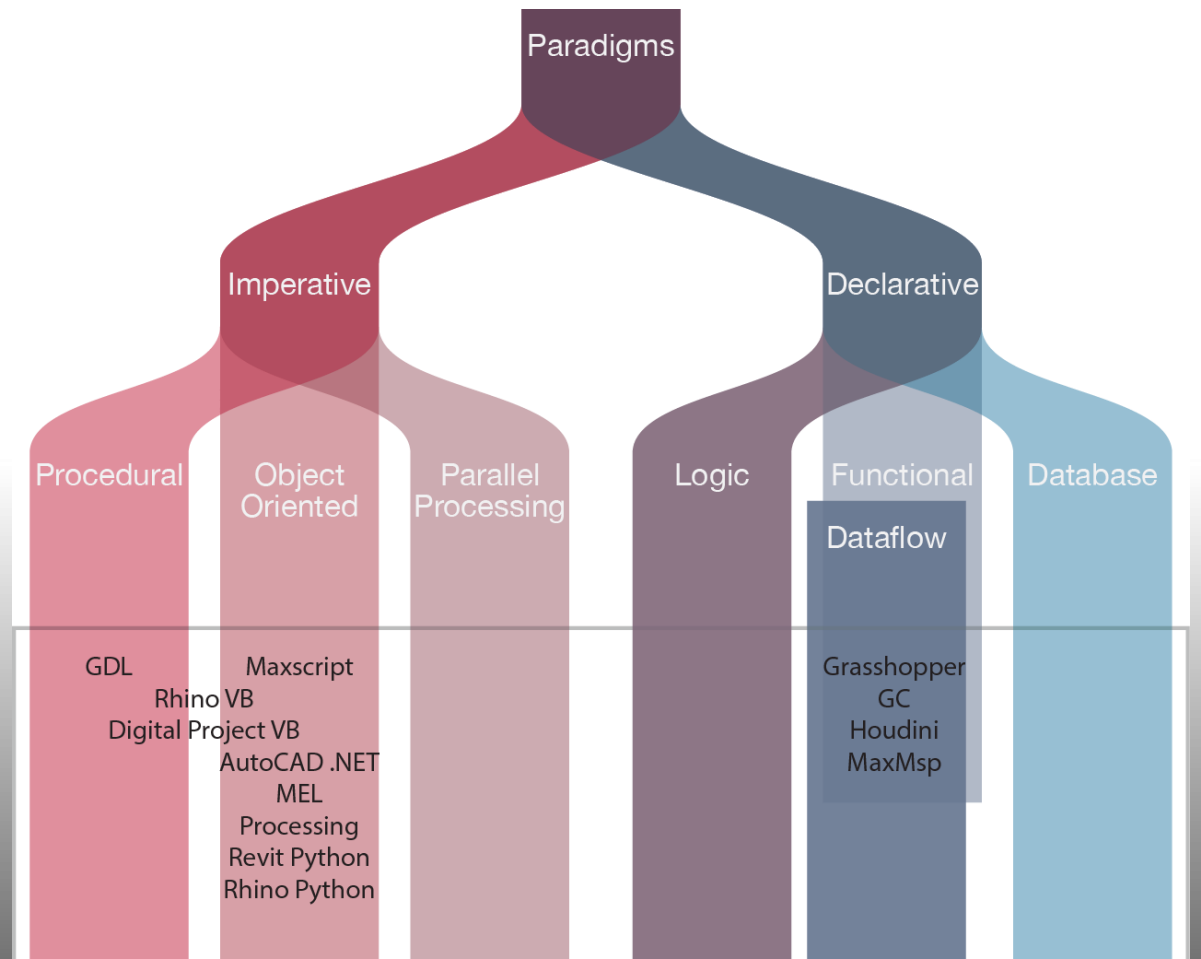 Paradigms
Imperative
Declarative
Procedural
Object
Oriented
Parallel
Processing
Logic
Functional
Database
Dataflow
GDL
Maxscript
Rhino VB
Digital Project VB
AutoCAD .NET
MEL
Processing
Revit Python
Rhino Python
Grasshopper
GC
Houdini
MaxMsp